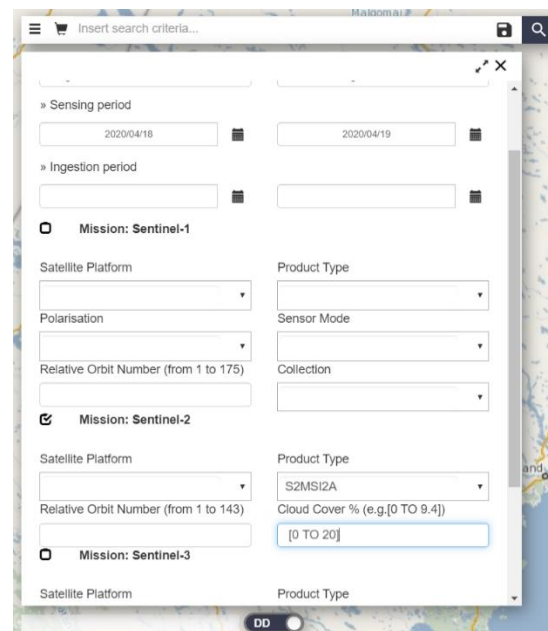 Malgomaj
Insert search criteria...
» Sensing period
2020/04/18 2020/04/19
» Ingestion period
Mission: Sentinel-1
Satellite Platform Product Type
Polarisation Sensor Mode
Relative Orbit Number (from 1 to 175) Collection
Mission: Sentinel-2
Satellite Platform Product Type
S2MSI2A
Relative Orbit Number (from 1 to 143) Cloud Cover % (e.g.[0 TO 9.4])
[0 TO 20]
Mission: Sentinel-3
Satellite Platform Product Type
DD